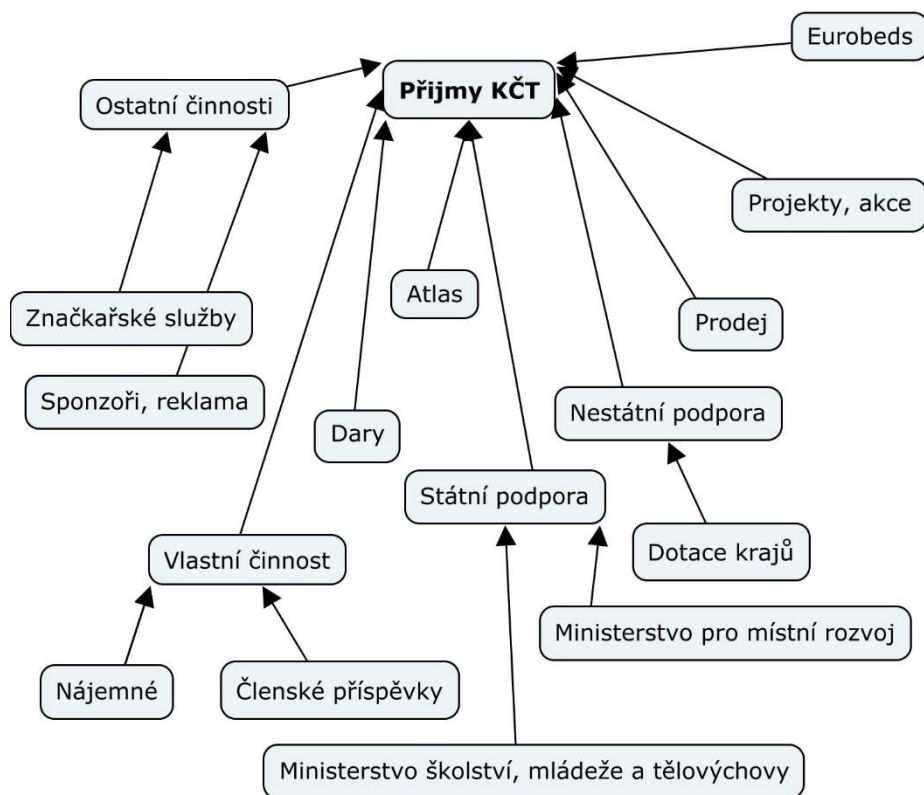 Eurobeds
Přijmy KČT
Ostatní činnosti
Projekty, akce
Atlas
Značkařské služby
Prodej
Sponzoři, reklama
Nestátní podpora
Dary
Státní podpora
Dotace krajů
Vlastní činnost
Ministerstvo pro místní rozvoj
Nájemné
Členské příspěvky
Ministerstvo školství, mládeže a tělovýchovy